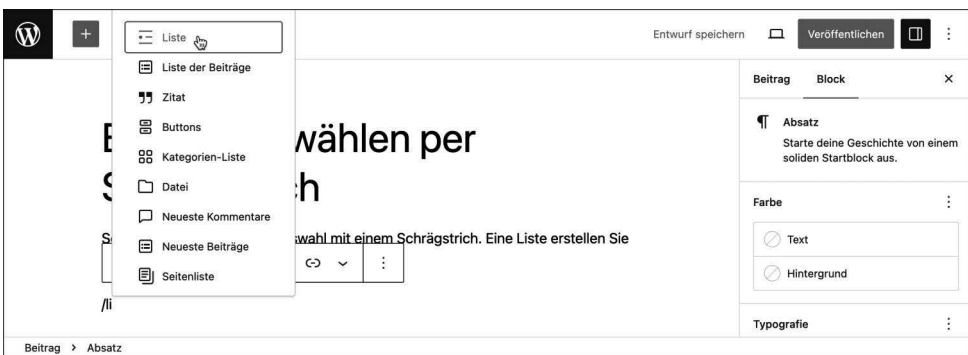 Entwurf speichern
Veröffentlichen
Liste
Liste der Beiträge
Zitat
Buttons
Kategorien-Liste
Datei
Neueste Kommentare
Neueste Beiträge
Seitenliste
wählen per
h
wahl mit einem Schrägstrich. Eine Liste erstellen Sie
/li
Beitrag Block
Absatz
Starte deine Geschichte von einem
soliden Startblock aus.
Farbe
Text
Hintergrund
Typografie
Beitrag > Absatz